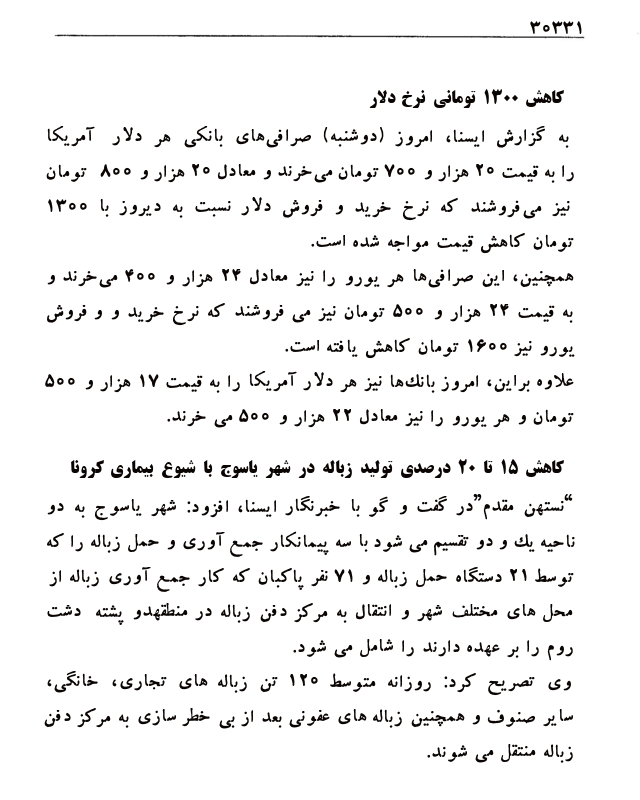 ۳۰۳۳۱
کاهش ۱۳۰۰ تومانی نرخ دلار
به گزارش ایسنا، امروز (دوشنبه) صرافی‌های بانکی هر دلار آمریکا
را به قیمت ۲۰ هزار و ۷۰۰ تومان می‌خرند و معادل ۲۰ هزار و ۸۰۰ تومان
نیز می‌فروشند که نرخ خرید و فروش دلار نسبت به دیروز با ۱۳۰۰
تومان کاهش قیمت مواجه شده است.
همچنین، این صرافی‌ها هر یورو را نیز معادل ۲۴ هزار و ۴۰۰ می‌خرند و
به قیمت ۲۴ هزار و ۵۰۰ تومان نیز می فروشند که نرخ خرید و و فروش
یورو نیز ۱۶۰۰ تومان کاهش یافته است.
علاوه براین، امروز بانک‌ها نیز هر دلار آمریکا را به قیمت ۱۷ هزار و ۵۰۰
تومان و هر یورو را نیز معادل ۲۲ هزار و ۵۰۰ می خرند.
کاهش ۱۵ تا ۲۰ درصدی تولید زباله در شهر یاسوج با شیوع بیماری کرونا
“نستهن مقدم”در گفت و گو با خبرنگار ایسنا، افزود: شهر یاسوج به دو
ناحیه یک و دو تقسیم می شود با سه پیمانکار جمع آوری و حمل زباله را که
توسط ۲۱ دستگاه حمل زباله و ۷۱ نفر پاکبان که کار جمع آوری زباله از
محل های مختلف شهر و انتقال به مرکز دفن زباله در منطقهدو پشته دشت
روم را بر عهده دارند را شامل می شود.
وی تصریح کرد: روزانه متوسط ۱۲۰ تن زباله های تجاری، خانگی،
سایر صنوف و همچنین زباله های عفونی بعد از بی خطر سازی به مرکز دفن
زباله منتقل می شوند.